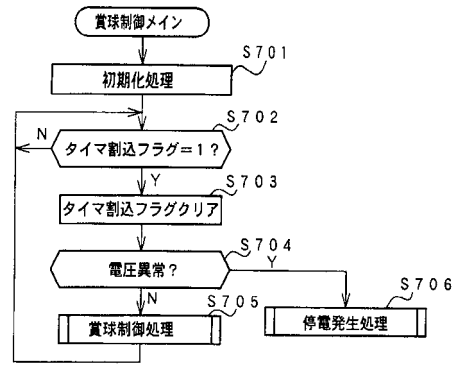 賞球制御メイン
S701
初期化処理
S702
N
タイマ割込フラグ=1?
Y
S703
タイマ割込フラグクリア
S704
電圧異常?
Y
N
S705
S706
賞球制御処理
停電発生処理